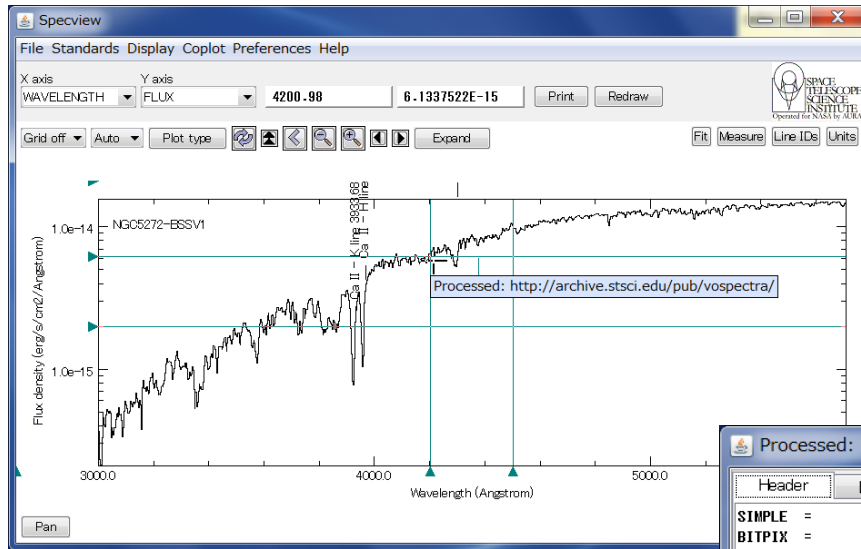 Specview
File Standards Display Coplot Preferences Help
X axis Y axis
WAVELENGTH FLUX 4200.98 6.1337522E-15 Print Redraw
SPACE
TELESCOPE
SCIENCE
INSTITUTE
Operated for NASA by AURA
Grid off Auto Plot type Expand Fit Measure Line IDs Units
NGC5272-BSSV1
Ca II - K line 3933.68
Ca II - H line
1.0e-14
1.0e-15
Flux density (erg/s/cm2/Angstrom)
Processed: http://archive.stsci.edu/pub/vospectra/
3000.0 4000.0 5000.0
Wavelength (Angstrom)
Pan
Processed:
Header
SIMPLE =
BITPIX =